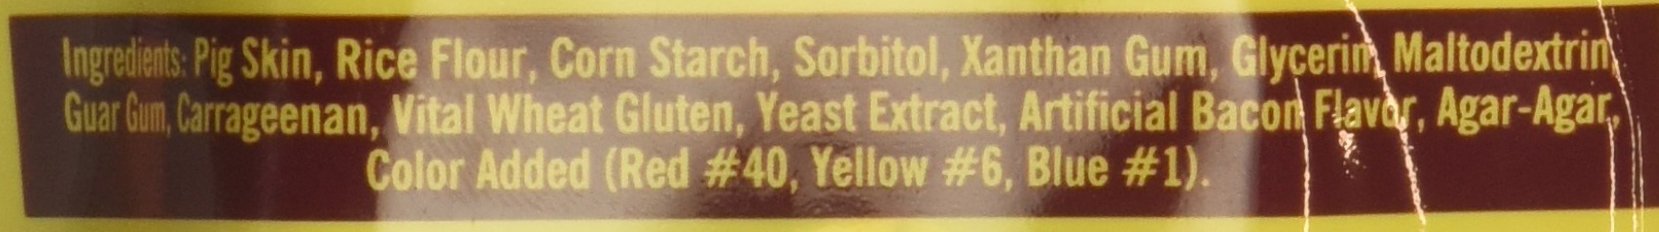 Ingredients: Pig Skin, Rice Flour, Corn Starch, Sorbitol, Xanthan Gum, Glycerin, Maltodextrin,
Guar Gum, Carrageenan, Vital Wheat Gluten, Yeast Extract, Artificial Bacon Flavor, Agar-Agar,
Color Added (Red #40, Yellow #6, Blue #1).